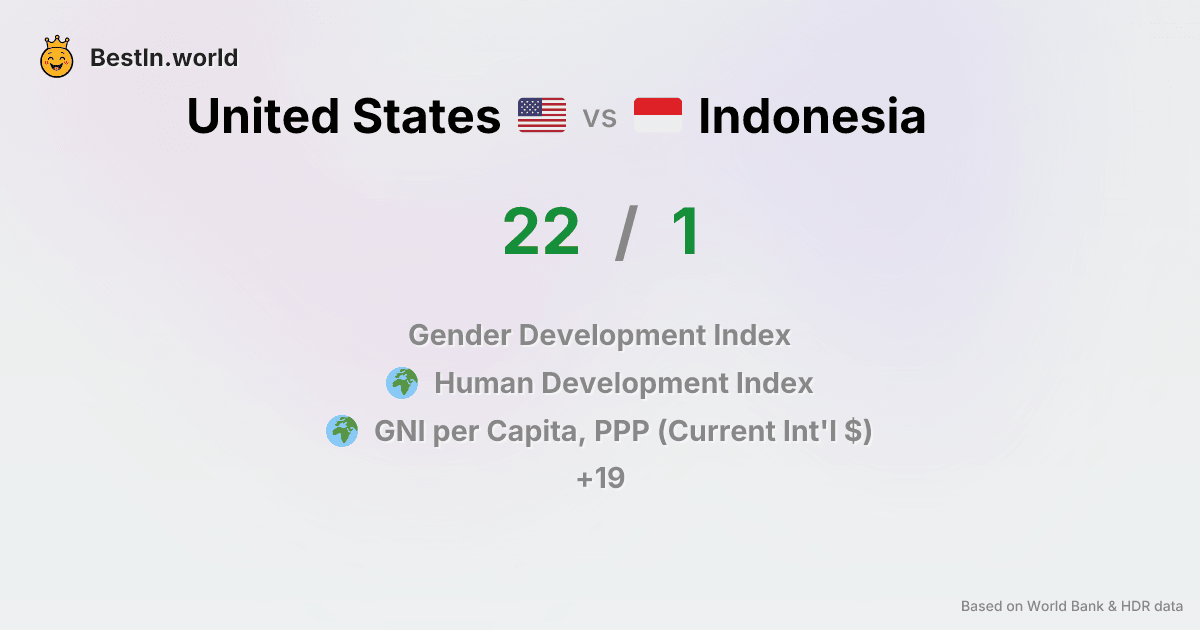 BestIn.world
United States vs Indonesia
22 / 1
Gender Development Index
Human Development Index
GNI per Capita, PPP (Current Int'l $)
+19
Based on World Bank & HDR data